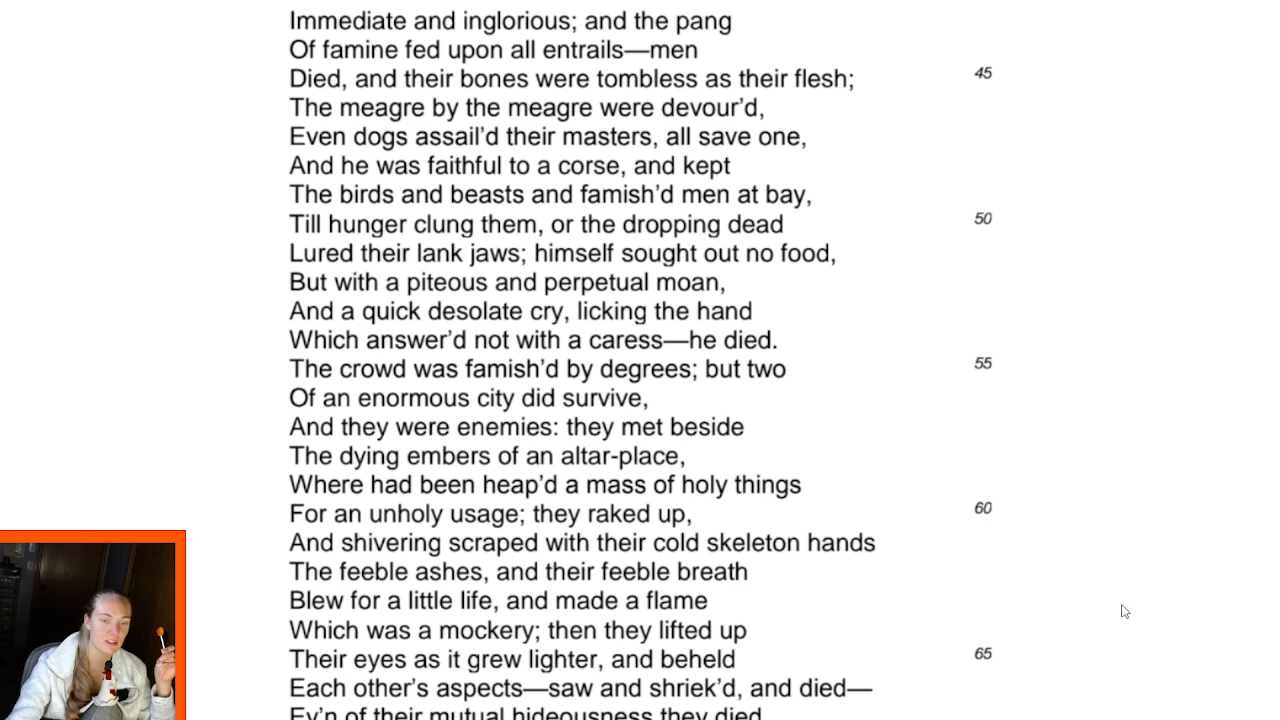 Immediate and inglorious; and the pang
Of famine fed upon all entrails—men
Died, and their bones were tombless as their flesh; 45
The meagre by the meagre were devour’d,
Even dogs assail’d their masters, all save one,
And he was faithful to a corse, and kept
The birds and beasts and famish’d men at bay,
Till hunger clung them, or the dropping dead 50
Lured their lank jaws; himself sought out no food,
But with a piteous and perpetual moan,
And a quick desolate cry, licking the hand
Which answer’d not with a caress—he died.
The crowd was famish’d by degrees; but two 55
Of an enormous city did survive,
And they were enemies: they met beside
The dying embers of an altar-place,
Where had been heap’d a mass of holy things
For an unholy usage; they raked up, 60
And shivering scraped with their cold skeleton hands
The feeble ashes, and their feeble breath
Blew for a little life, and made a flame
Which was a mockery; then they lifted up
Their eyes as it grew lighter, and beheld 65
Each other’s aspects—saw and shriek’d, and died—
Ev’n of their mutual hideousness they died,